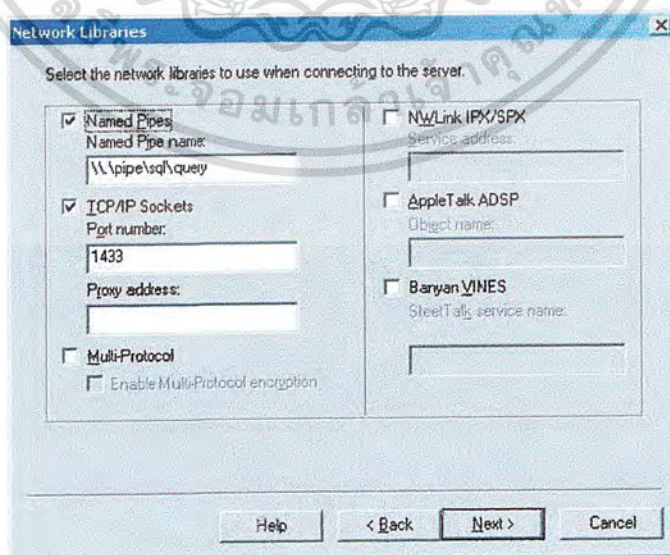 Network Libraries
Select the network libraries to use when connecting to the server.
Named Pipes
Named Pipe name:
\\.\pipe\sql\query
TCP/IP Sockets
Port number:
1433
Proxy address:
Multi-Protocol
Enable Multi-Protocol encryption
NWLink IPX/SPX
Service address:
AppleTalk ADSP
Object name:
Banyan VINES
SteetTalk service name:
Help
< Back
Next >
Cancel